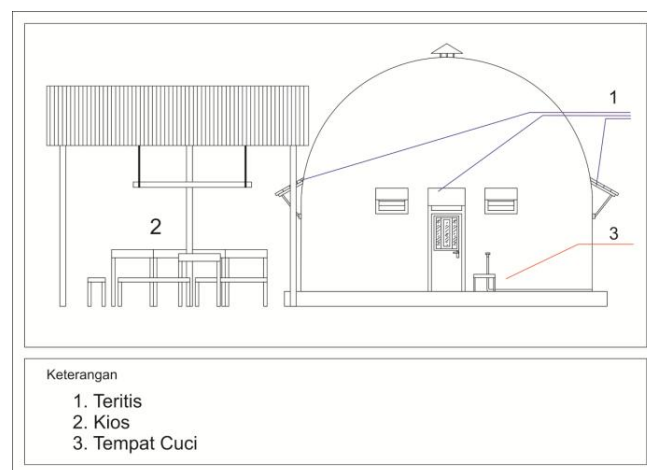 1
2
3
Keterangan
1. Teritis
2. Kios
3. Tempat Cuci